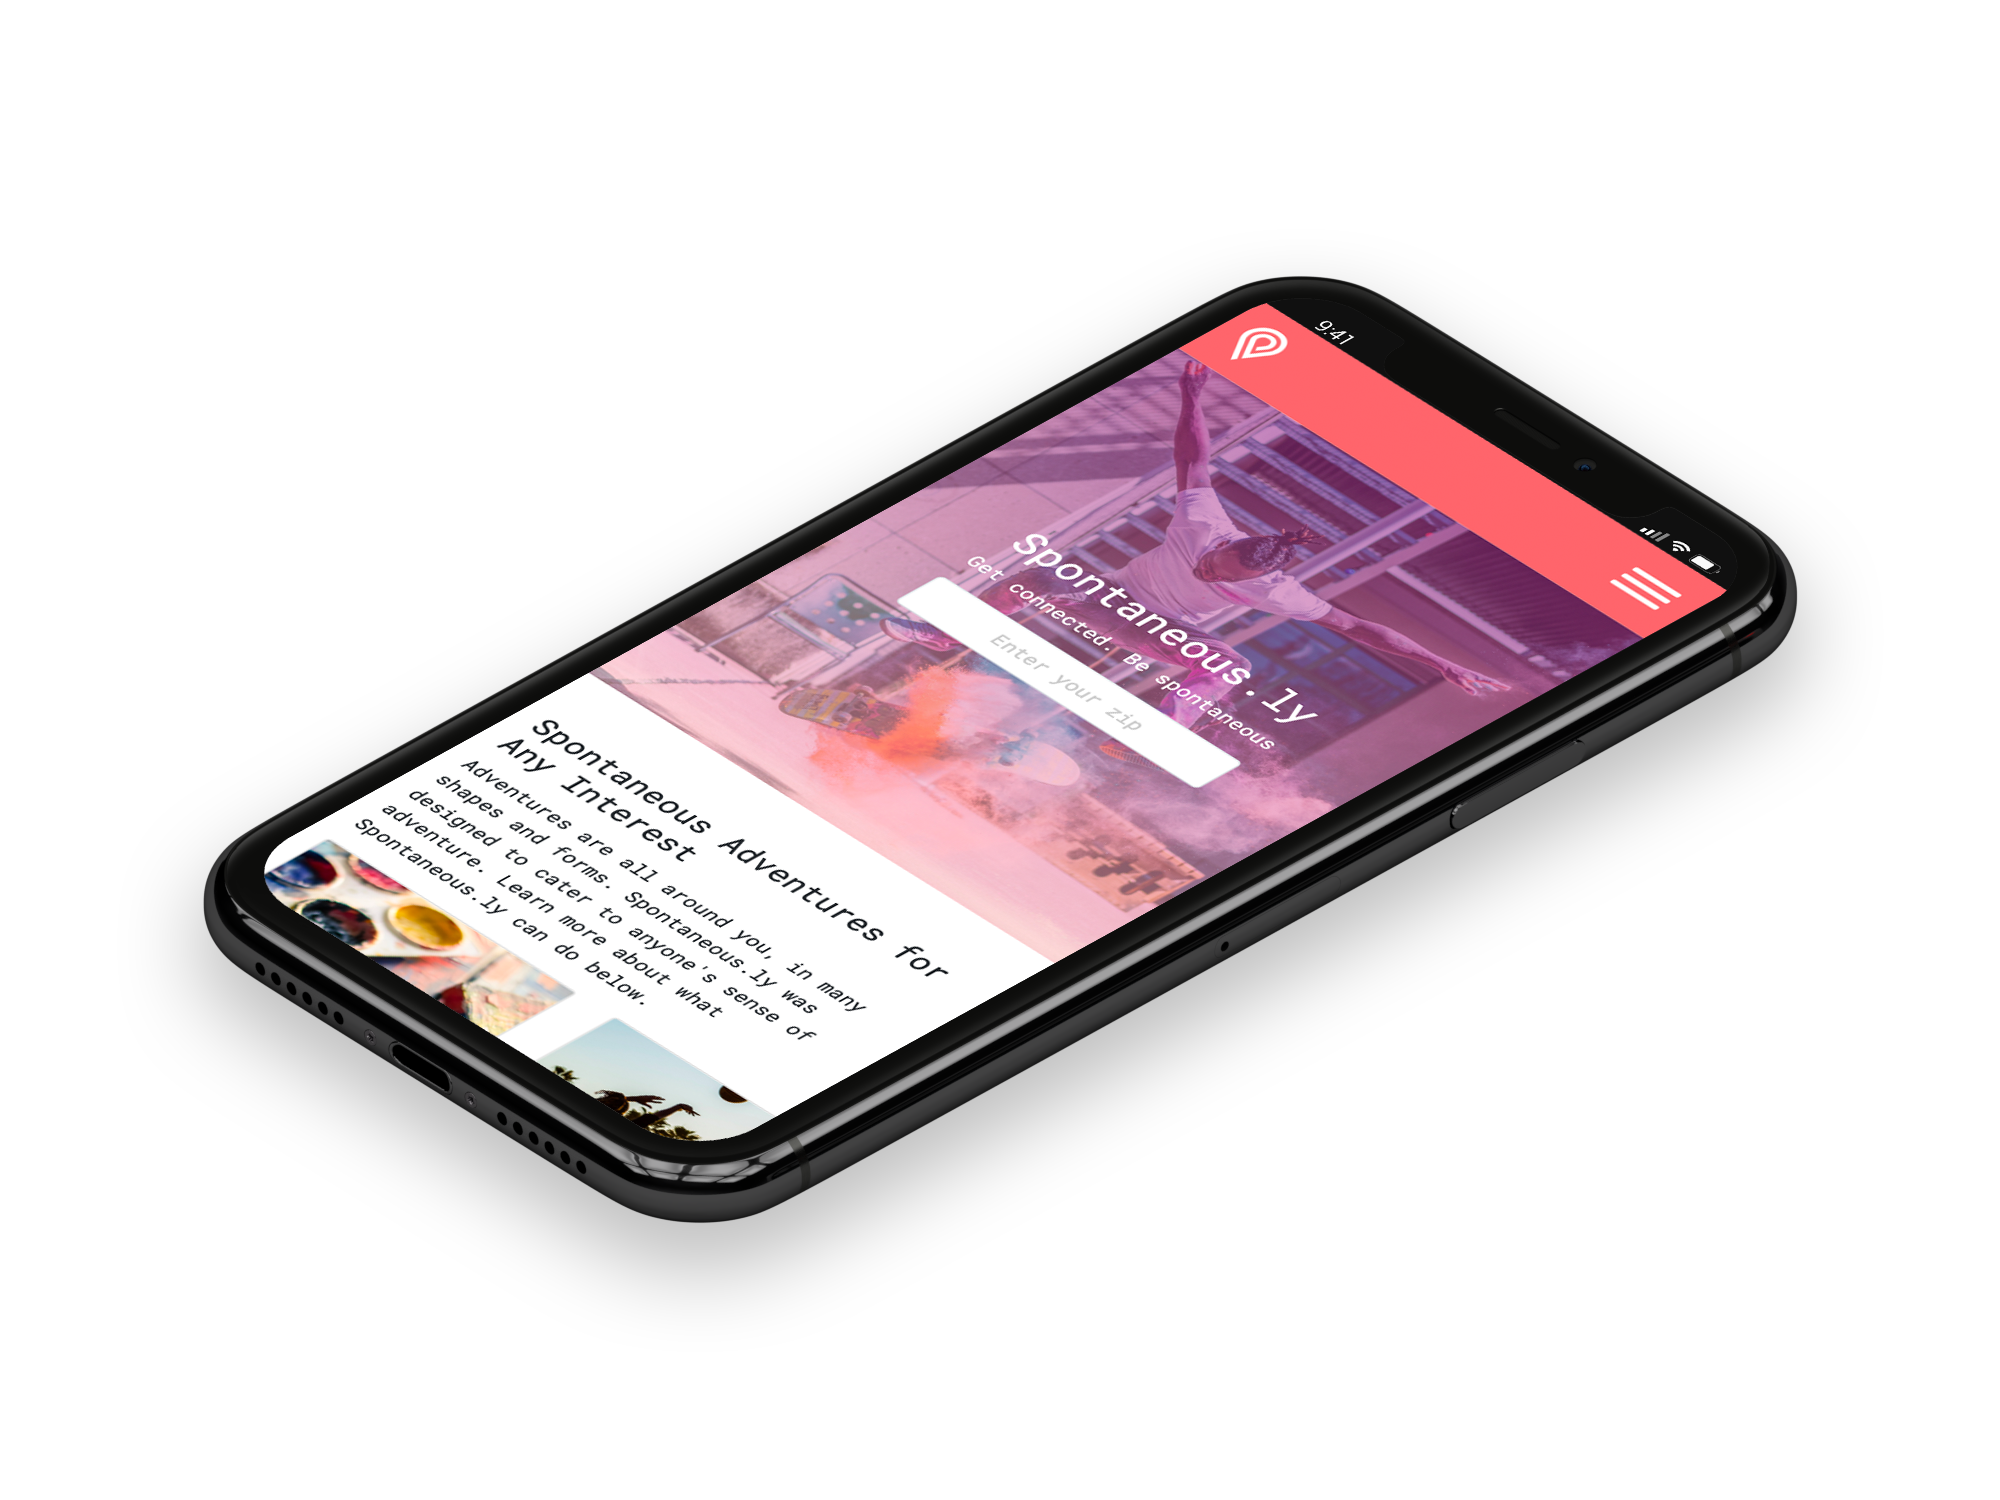 9:41
Spontaneous.ly
Get connected. Be spontaneous
Enter your zip
Spontaneous Adventures for
Any Interest
Adventures are all around you, in many
shapes and forms. Spontaneous.ly was
designed to cater to anyone's sense of
adventure. Learn more about what
Spontaneous.ly can do below.